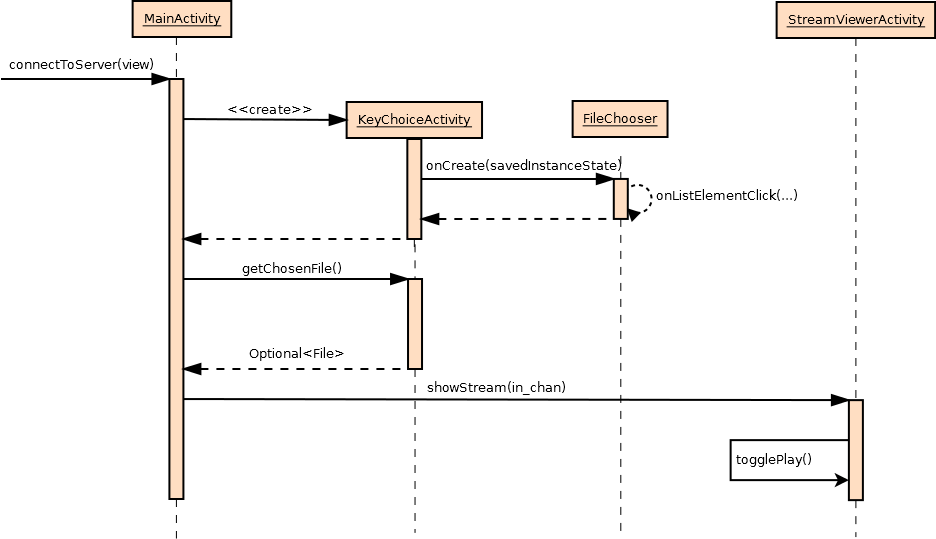 MainActivity
StreamViewerActivity
connectToServer(view)
<<create>>
KeyChoiceActivity
FileChooser
onCreate(savedInstanceState)
onListElementClick(...)
getChosenFile()
Optional<File>
showStream(in_chan)
togglePlay()